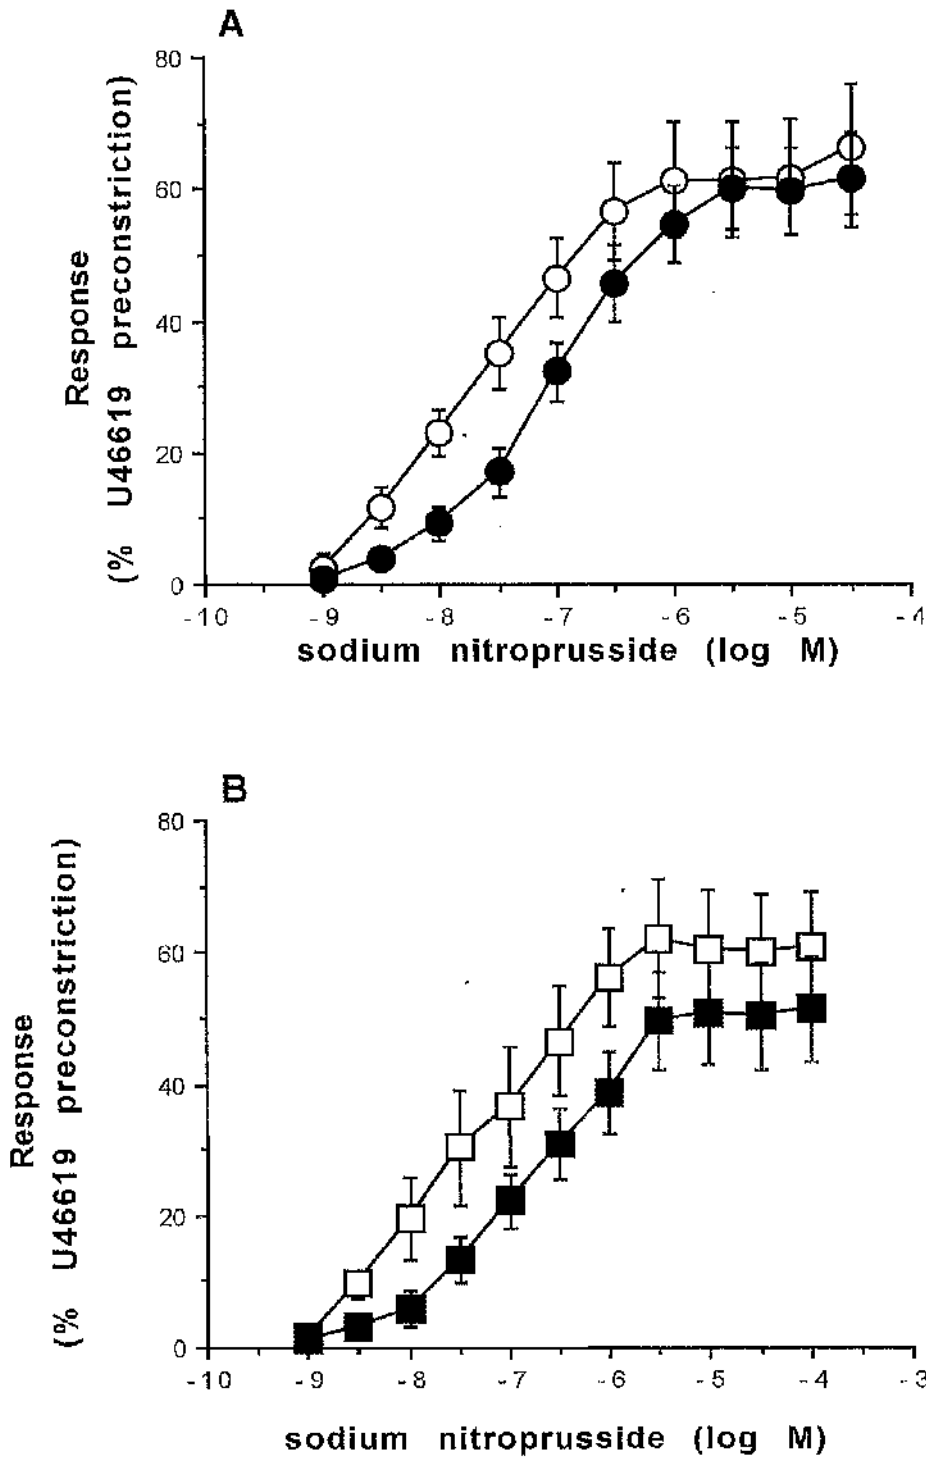 A
80
60
40
20
0
Response
(% U46619 preconstriction)
-10 -9 -8 -7 -6 -5 -4
sodium nitroprusside (log M)
B
80
60
40
20
0
Response
(% U46619 preconstriction)
-10 -9 -8 -7 -6 -5 -4 -3
sodium nitroprusside (log M)